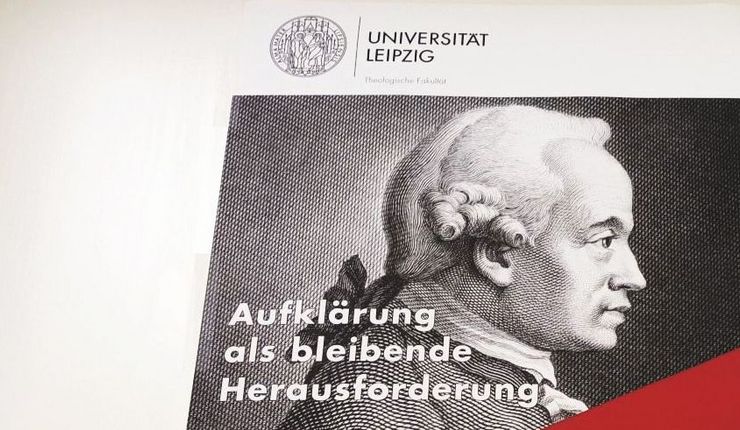 UNIVERSITÄT
LEIPZIG
Theologische Fakultät
Aufklärung
als bleibende
Herausforderung